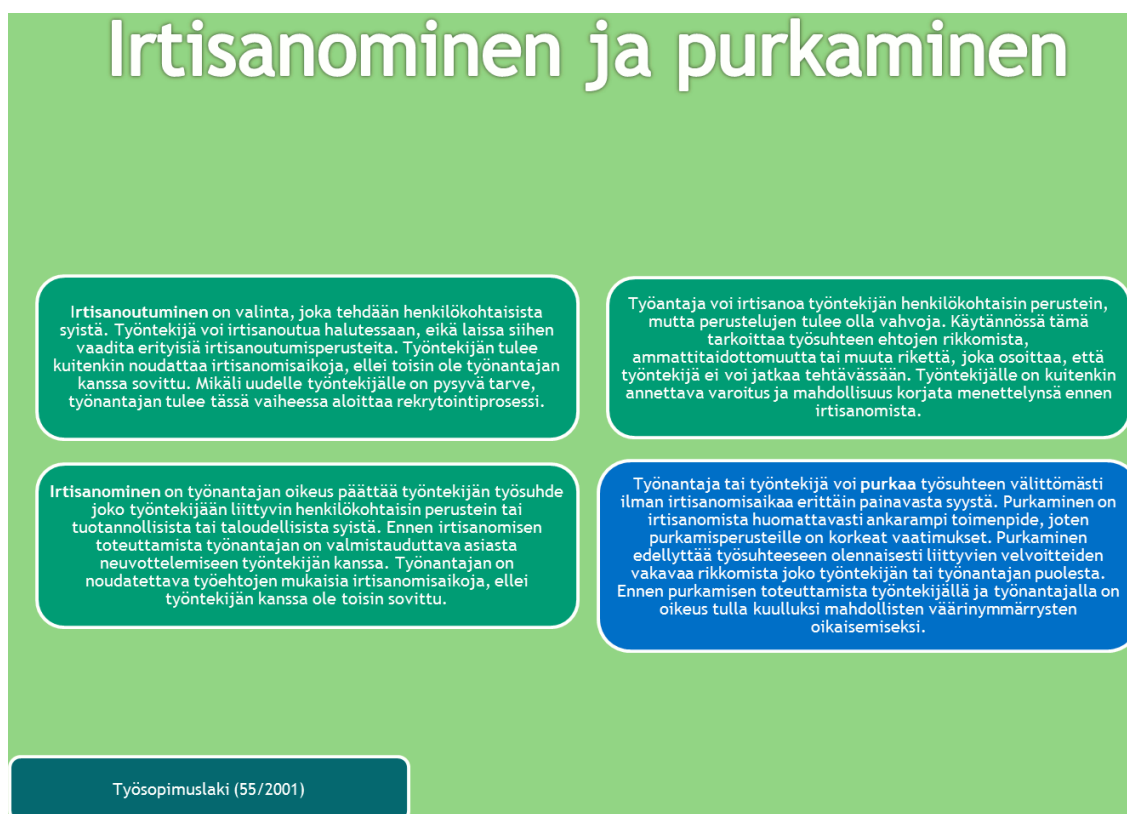 Irtisanominen ja purkaminen
Irtisanoutuminen on valinta, joka tehdään henkilökohtaisista
syistä. Työntekijä voi irtisanoutua halutessaan, eikä laissa siihen
vaadita erityisiä irtisanoutumisperusteita. Työntekijän tulee
kuitenkin noudattaa irtisanomisaikoja, ellei toisin ole työnantajan
kanssa sovittu. Mikäli uudelle työntekijälle on pysyvä tarve,
työnantajan tulee tässä vaiheessa aloittaa rekrytointiprosessi.
Työantaja voi irtisanoa työntekijän henkilökohtaisin perustein,
mutta perustelujen tulee olla vahvoja. Käytännössä tämä
tarkoittaa työsuhteen ehtojen rikkomista,
ammattitaidottomuutta tai muuta rikettä, joka osoittaa, että
työntekijä ei voi jatkaa tehtävässään. Työntekijälle on kuitenkin
annettava varoitus ja mahdollisuus korjata menettelynsä ennen
irtisanomista.
Irtisanominen on työnantajan oikeus päättää työntekijän työsuhde
joko työntekijään liittyvin henkilökohtaisin perustein tai
tuotannollisista tai taloudellisista syistä. Ennen irtisanomisen
toteuttamista työnantajan on valmistauduttava asiasta
neuvottelemiseen työntekijän kanssa. Työnantajan on
noudatettava työehtojen mukaisia irtisanomisaikoja, ellei
työntekijän kanssa ole toisin sovittu.
Työnantaja tai työntekijä voi purkaa työsuhteen välittömästi
ilman irtisanomisaikaa erittäin painavasta syystä. Purkaminen on
irtisanomista huomattavasti ankarampi toimenpide, joten
purkamisperusteille on korkeat vaatimukset. Purkaminen
edellyttää työsuhteeseen olennaisesti liittyvien velvoitteiden
vakavaa rikkomista joko työntekijän tai työnantajan puolesta.
Ennen purkamisen toteuttamista työntekijällä ja työnantajalla on
oikeus tulla kuulluksi mahdollisten väärinymmärrysten
oikaisemiseksi.
Työsopimuslaki (55/2001)